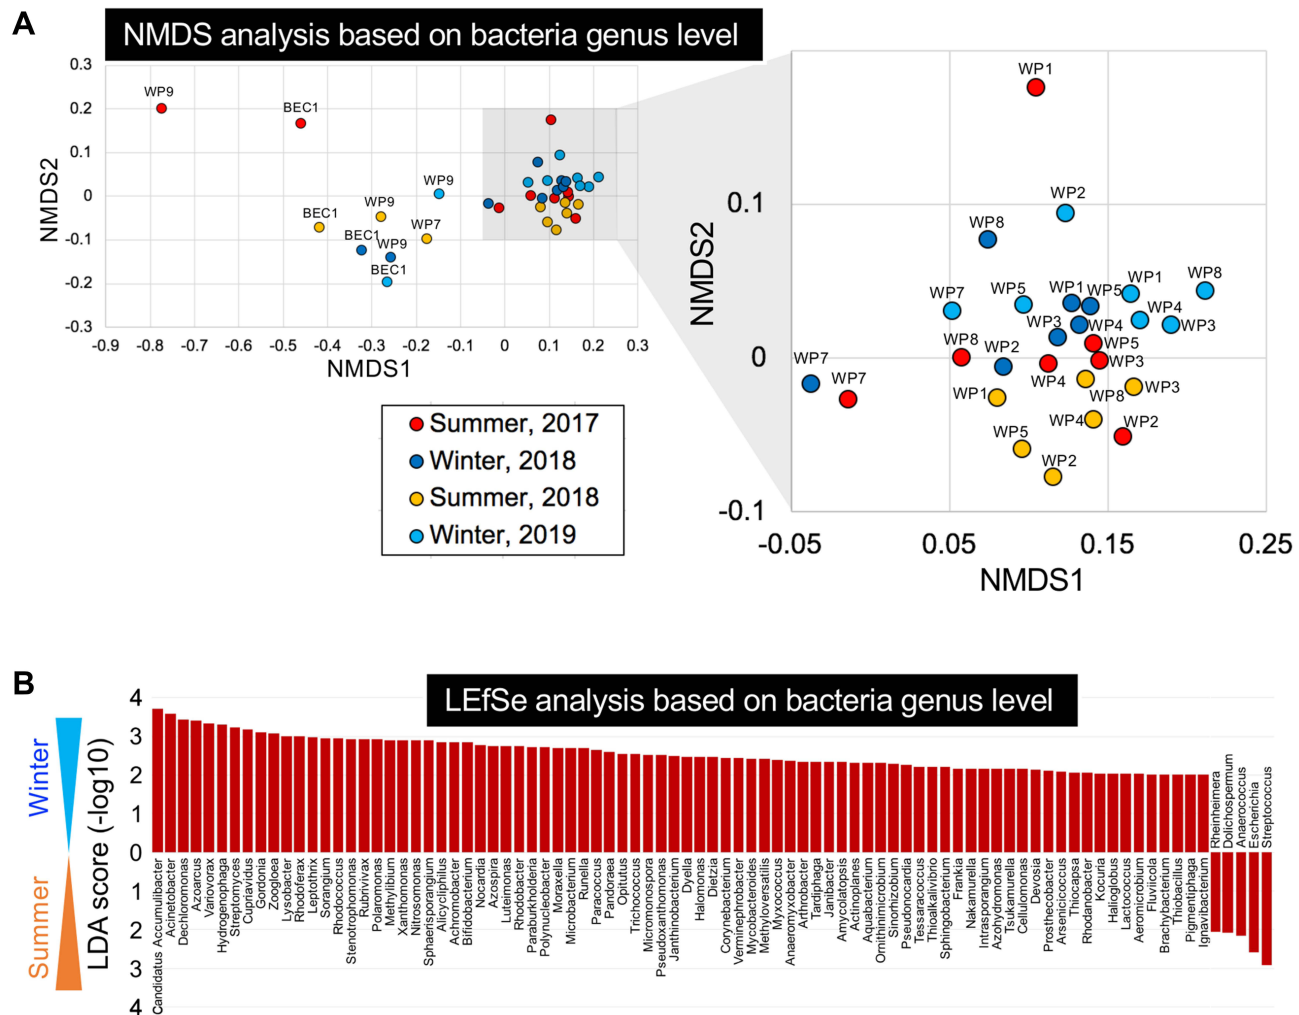 A
NMDS analysis based on bacteria genus level
0.3
0.2
0.1
0
-0.1
-0.2
-0.3
NMDS2
-0.9 -0.8 -0.7 -0.6 -0.5 -0.4 -0.3 -0.2 -0.1 0 0.1 0.2 0.3
NMDS1
WP9
BEC1
WP9
WP9
BEC1
WP7
BEC1
WP9
BEC1
Summer, 2017
Winter, 2018
Summer, 2018
Winter, 2019
NMDS2
0.1
0
-0.1
-0.05 0.05 0.15 0.25
NMDS1
WP1
WP2
WP8
WP7 WP5 WP1 WP5 WP1 WP8
WP3 WP4 WP4 WP3
WP8 WP2 WP5
WP7 WP7 WP4 WP3
WP1 WP8 WP3
WP5 WP4 WP2
WP2
B
LEfSe analysis based on bacteria genus level
Winter
Summer
LDA score (-log10)
4
3
2
1
0
1
2
3
4
Candidatus Accumulibacter
Acinetobacter
Dechloromonas
Azoarcus
Variovorax
Hydrogenophaga
Streptomyces
Cupriavidus
Gordonia
Zoogloea
Lysobacter
Rhodoferax
Leptothrix
Sorangium
Rhodococcus
Stenotrophomonas
Rubrivivax
Polaromonas
Methylibium
Xanthomonas
Nitrosomonas
Sphaerisporangium
Alicycliphilus
Achromobacter
Bifidobacterium
Nocardia
Azospira
Luteimonas
Rhodobacter
Paraburkholderia
Polynucleobacter
Moraxella
Microbacterium
Runella
Paracoccus
Pandoraea
Opitutus
Trichococcus
Micromonospora
Pseudoxanthomonas
Janthinobacterium
Dyella
Halomonas
Dietzia
Corynebacterium
Verminephrobacter
Mycobacteroides
Methyloversatilis
Myxococcus
Anaeromyxobacter
Arthrobacter
Tardiphaga
Janibacter
Amycolatopsis
Actinoplanes
Aquabacterium
Ornithinimicrobium
Sinorhizobium
Pseudonocardia
Tessaracoccus
Thioalkalivibrio
Sphingobacterium
Frankia
Nakamurella
Intrasporangium
Azohydromonas
Tsukamurella
Cellulomonas
Devosia
Prosthecobacter
Arsenicicoccus
Thiocapsa
Rhodanobacter
Kocuria
Halioglobus
Lactococcus
Aeromicrobium
Fluviicola
Brachybacterium
Thiobacillus
Pigmentiphaga
Ignavibacterium
Rheinheimera
Dolichospermum
Anaerococcus
Escherichia
Streptococcus